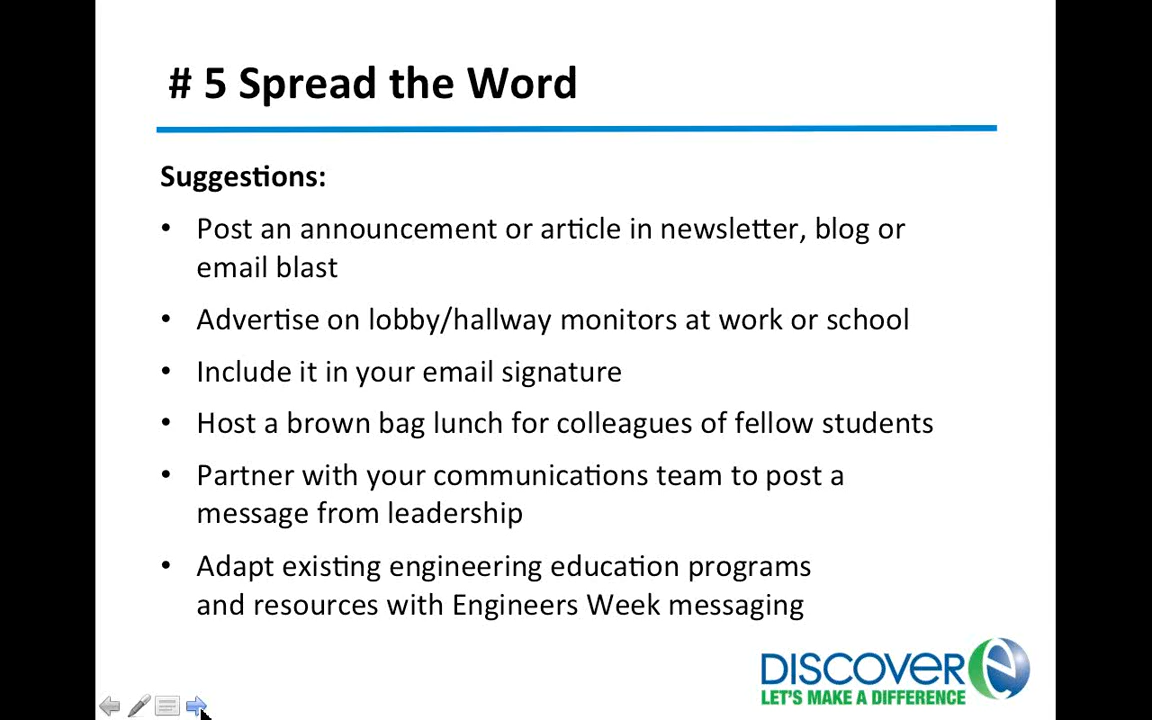 # 5 Spread the Word
Suggestions:
• Post an announcement or article in newsletter, blog or
email blast
• Advertise on lobby/hallway monitors at work or school
• Include it in your email signature
• Host a brown bag lunch for colleagues of fellow students
• Partner with your communications team to post a
message from leadership
• Adapt existing engineering education programs
and resources with Engineers Week messaging
DISCOVER e
LET'S MAKE A DIFFERENCE